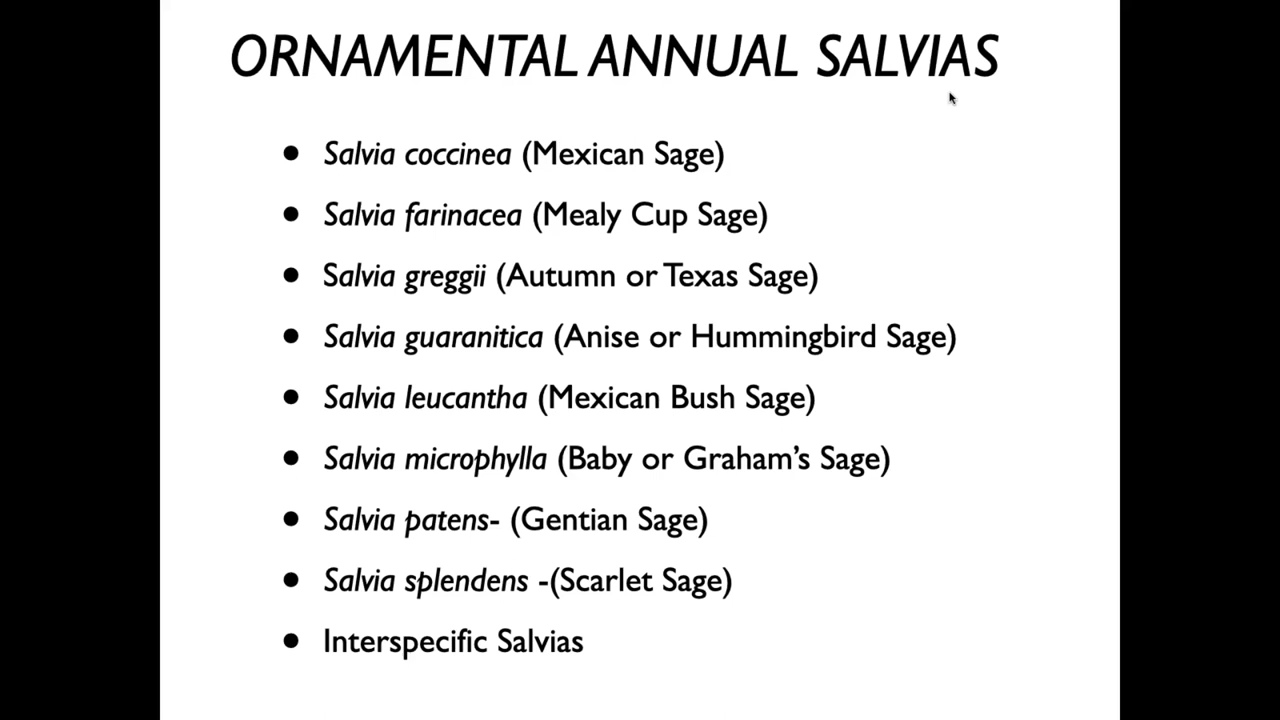 ORNAMENTAL ANNUAL SALVIAS
• Salvia coccinea (Mexican Sage)
• Salvia farinacea (Mealy Cup Sage)
• Salvia greggii (Autumn or Texas Sage)
• Salvia guaranitica (Anise or Hummingbird Sage)
• Salvia leucantha (Mexican Bush Sage)
• Salvia microphylla (Baby or Graham’s Sage)
• Salvia patens- (Gentian Sage)
• Salvia splendens -(Scarlet Sage)
• Interspecific Salvias